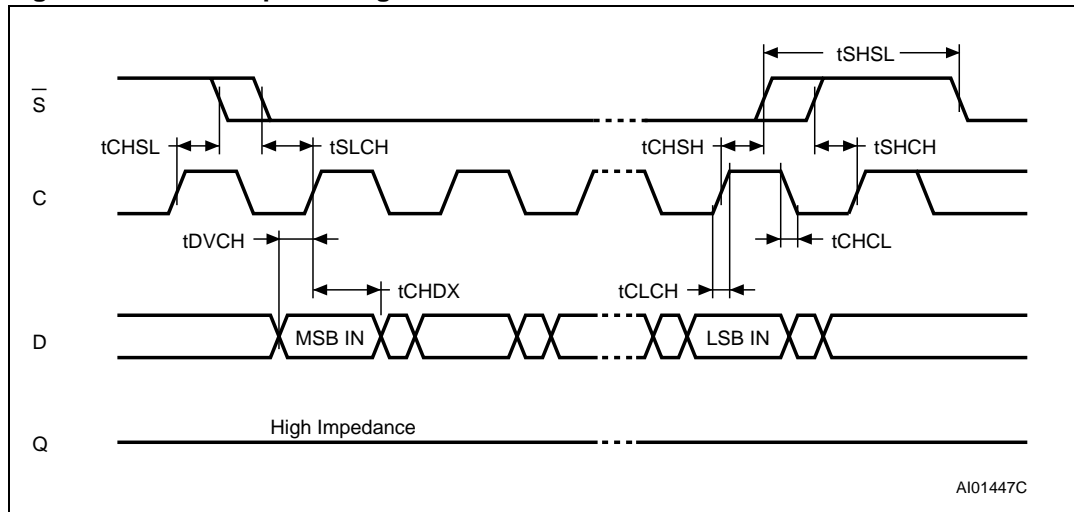 tSHSL
S
tCHSL
tSLCH
tCHSH
tSHCH
C
tDVCH
tCHCL
tCHDX
tCLCH
D
MSB IN
LSB IN
High Impedance
Q
AI01447C